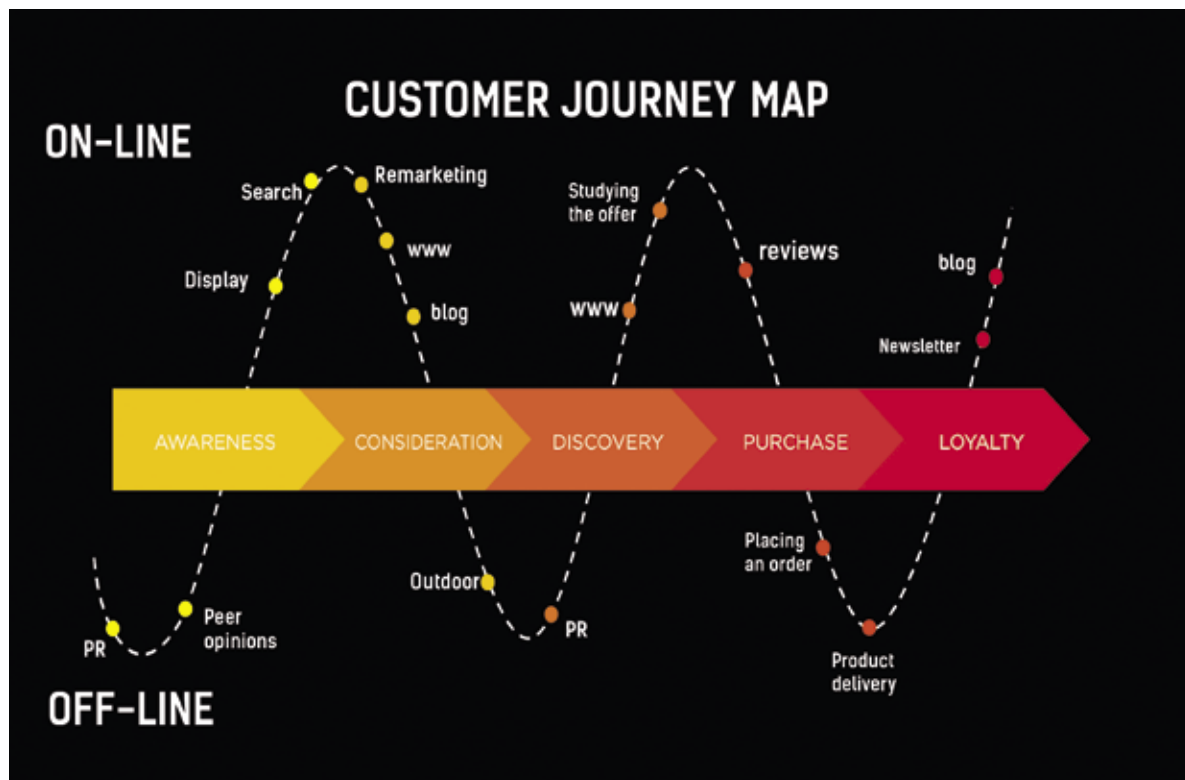 CUSTOMER JOURNEY MAP
ON-LINE
Search
Remarketing
Studying
the offer
www
reviews
Display
blog
www
blog
Newsletter
AWARENESS
CONSIDERATION
DISCOVERY
PURCHASE
LOYALTY
Placing
an order
Outdoor
PR
Peer
opinions
PR
Product
delivery
OFF-LINE